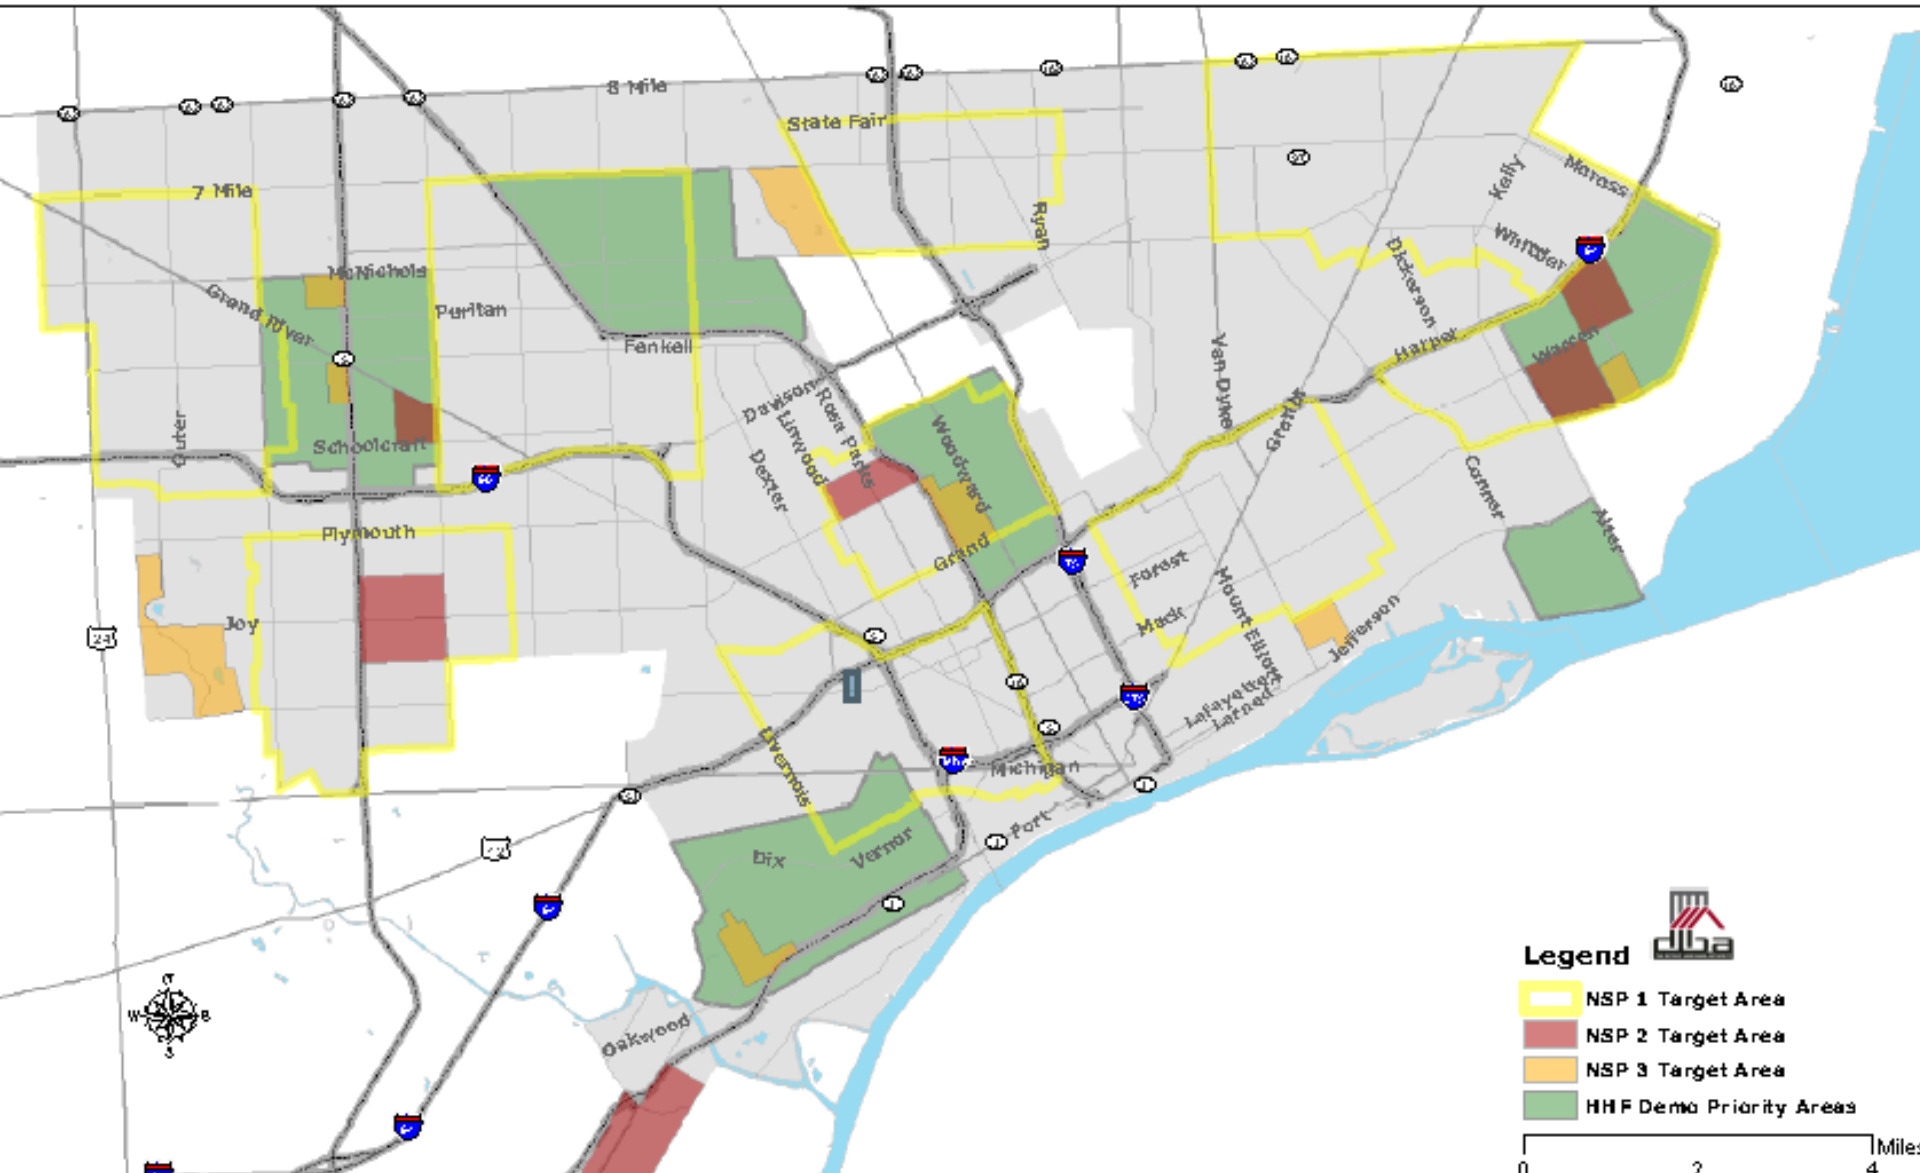 8 Mile
State Fair
7 Mile
Ryan
Kelly
Moross
Whittier
Dickerson
McNichols
Grand River
Puritan
Fenkell
Van Dyke
Harper
Warren
Davison
Rosa Parks
Linwood
Dexter
Woodward
Gratiot
Outer
Schoolcraft
Conner
Alter
Plymouth
Grand
Forest
Mack
Mount Elliott
Jefferson
24
Joy
Lafayette
Larned
Livernois
Michigan
Fort
Dix
Vernor
Oakwood
W
S
Legend
dlba
NSP 1 Target Area
NSP 2 Target Area
NSP 3 Target Area
HHF Demo Priority Areas
Miles
0 2 4